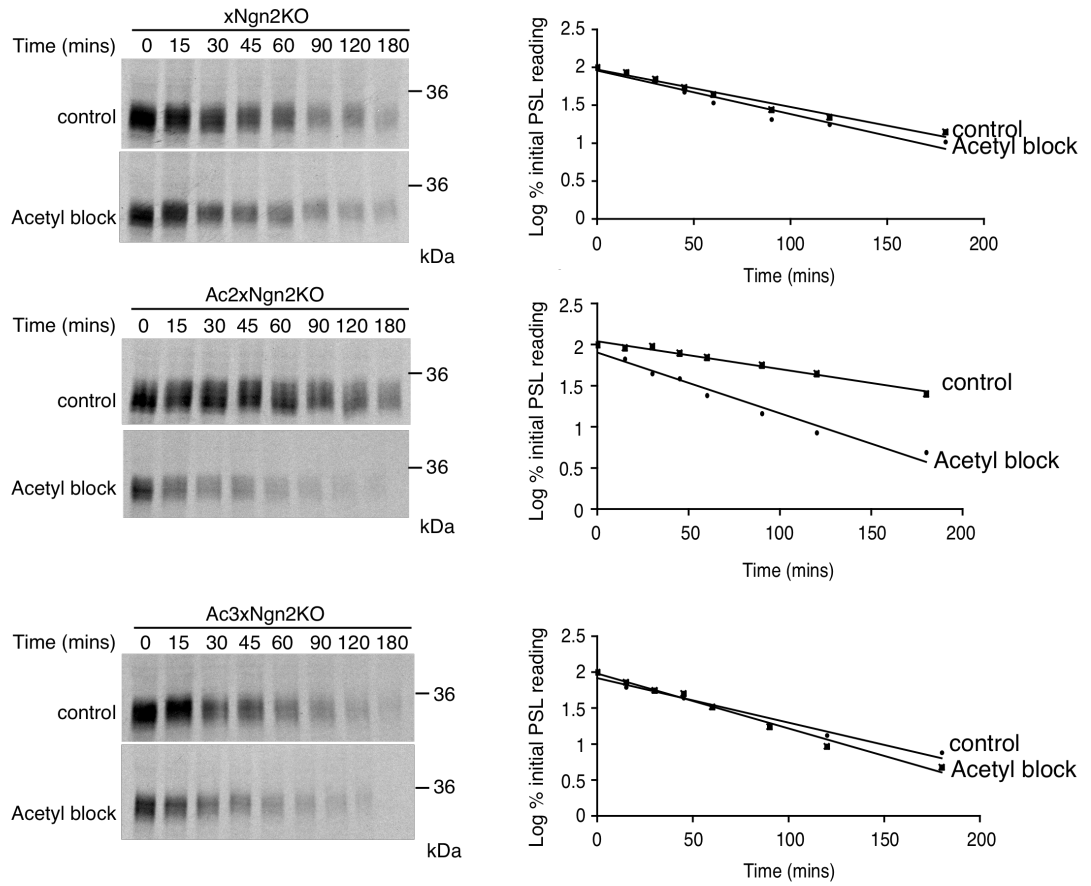 xNgn2KO
Time (mins) 0 15 30 45 60 90 120 180
control
36
Acetyl block
36
kDa
Log % initial PSL reading
2.5
2
1.5
1
0.5
0
control
Acetyl block
0 50 100 150 200
Time (mins)
Ac2xNgn2KO
Time (mins) 0 15 30 45 60 90 120 180
control
36
Acetyl block
36
kDa
Log % initial PSL reading
2.5
2
1.5
1
0.5
0
control
Acetyl block
0 50 100 150 200
Time (mins)
Ac3xNgn2KO
Time (mins) 0 15 30 45 60 90 120 180
control
36
Acetyl block
36
kDa
Log % initial PSL reading
2.5
2
1.5
1
0.5
0
control
Acetyl block
0 50 100 150 200
Time (mins)